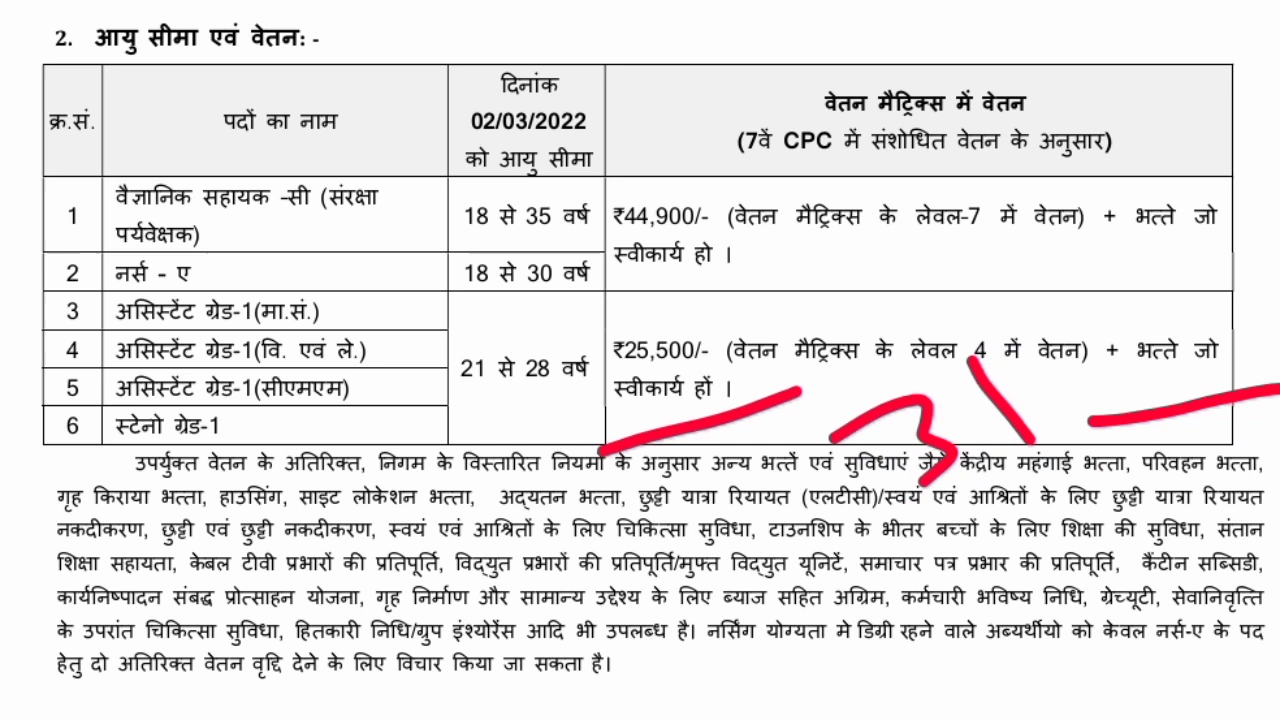 2. आयु सीमा एवं वेतन: -
क्र.सं. पदों का नाम दिनांक 02/03/2022 को आयु सीमा वेतन मैट्रिक्स में वेतन (7वें CPC में संशोधित वेतन के अनुसार)
1 वैज्ञानिक सहायक -सी (संरक्षा पर्यवेक्षक) 18 से 35 वर्ष ₹44,900/- (वेतन मैट्रिक्स के लेवल-7 में वेतन) + भत्ते जो स्वीकार्य हो ।
2 नर्स - ए 18 से 30 वर्ष
3 असिस्टेंट ग्रेड-1(मा.सं.) 21 से 28 वर्ष ₹25,500/- (वेतन मैट्रिक्स के लेवल 4 में वेतन) + भत्ते जो स्वीकार्य हों ।
4 असिस्टेंट ग्रेड-1(वि. एवं ले.)
5 असिस्टेंट ग्रेड-1(सीएमएम)
6 स्टेनो ग्रेड-1
उपर्युक्त वेतन के अतिरिक्त, निगम के विस्तारित नियमों के अनुसार अन्य भत्तें एवं सुविधाएं जैसे केंद्रीय महंगाई भत्ता, परिवहन भत्ता,
गृह किराया भत्ता, हाउसिंग, साइट लोकेशन भत्ता, अद्यतन भत्ता, छुट्टी यात्रा रियायत (एलटीसी)/स्वयं एवं आश्रितों के लिए छुट्टी यात्रा रियायत
नकदीकरण, छुट्टी एवं छुट्टी नकदीकरण, स्वयं एवं आश्रितों के लिए चिकित्सा सुविधा, टाउनशिप के भीतर बच्चों के लिए शिक्षा की सुविधा, संतान
शिक्षा सहायता, केबल टीवी प्रभारों की प्रतिपूर्ति, विद्युत प्रभारों की प्रतिपूर्ति/मुफ्त विद्युत यूनिटें, समाचार पत्र प्रभार की प्रतिपूर्ति, कैंटीन सब्सिडी,
कार्यनिष्पादन संबद्ध प्रोत्साहन योजना, गृह निर्माण और सामान्य उद्देश्य के लिए ब्याज सहित अग्रिम, कर्मचारी भविष्य निधि, ग्रेच्यूटी, सेवानिवृत्ति
के उपरांत चिकित्सा सुविधा, हितकारी निधि/ग्रुप इंश्योरेंस आदि भी उपलब्ध है। नर्सिंग योग्यता मे डिग्री रहने वाले अब्यर्थीयो को केवल नर्स-ए के पद
हेतु दो अतिरिक्त वेतन वृद्दि देने के लिए विचार किया जा सकता है।